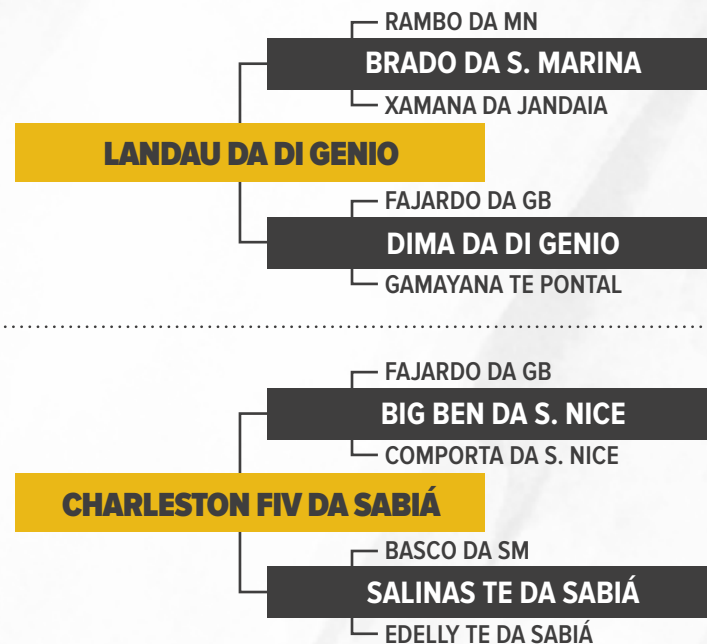 RAMBO DA MN
BRADO DA S. MARINA
XAMANA DA JANDAIA
LANDAU DA DI GENIO
FAJARDO DA GB
DIMA DA DI GENIO
GAMAYANA TE PONTAL
FAJARDO DA GB
BIG BEN DA S. NICE
COMPORTA DA S. NICE
CHARLESTON FIV DA SABIÁ
BASCO DA SM
SALINAS TE DA SABIÁ
EDELLY TE DA SABIÁ